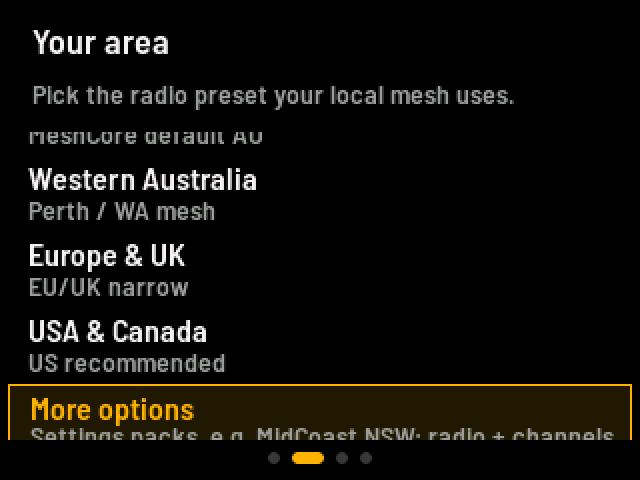 Your area
Pick the radio preset your local mesh uses.
MeshCore default AU
Western Australia
Perth / WA mesh
Europe & UK
EU/UK narrow
USA & Canada
US recommended
More options
Settings packs, e.g. MidCoast NSW: radio + channels